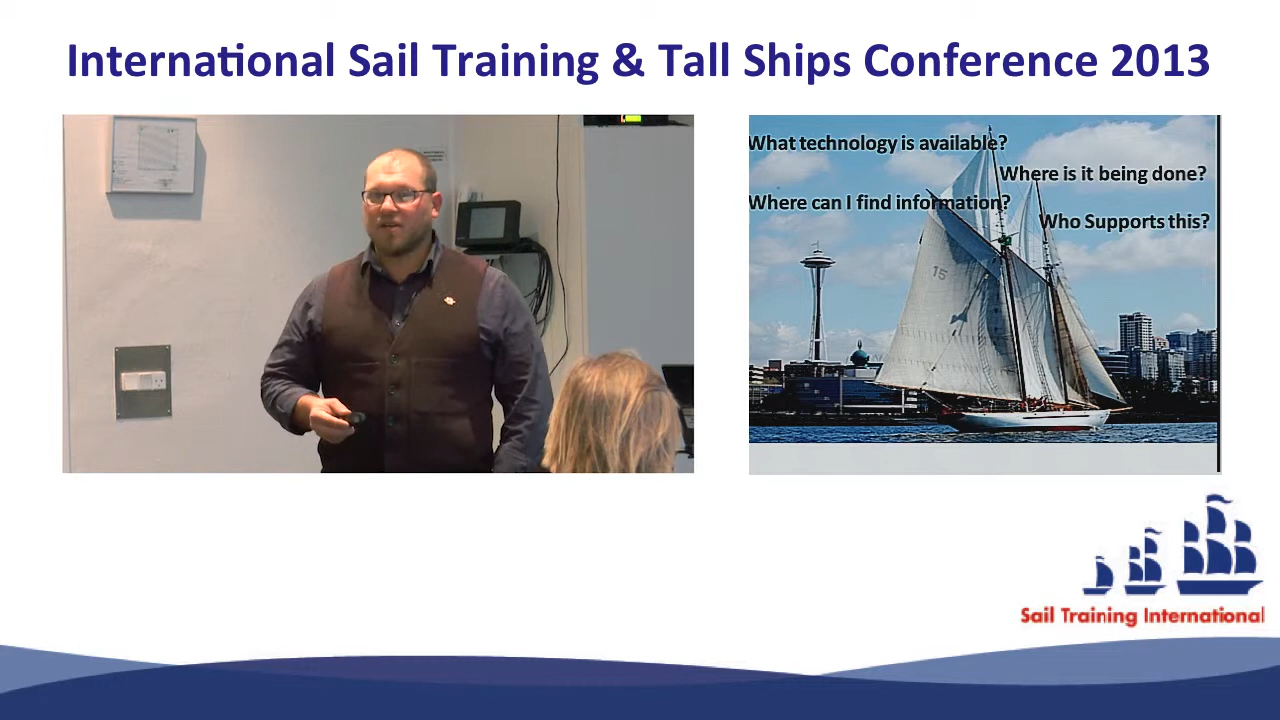 International Sail Training & Tall Ships Conference 2013
What technology is available?
Where is it being done?
Where can I find information?
Who Supports this?
15
Sail Training International